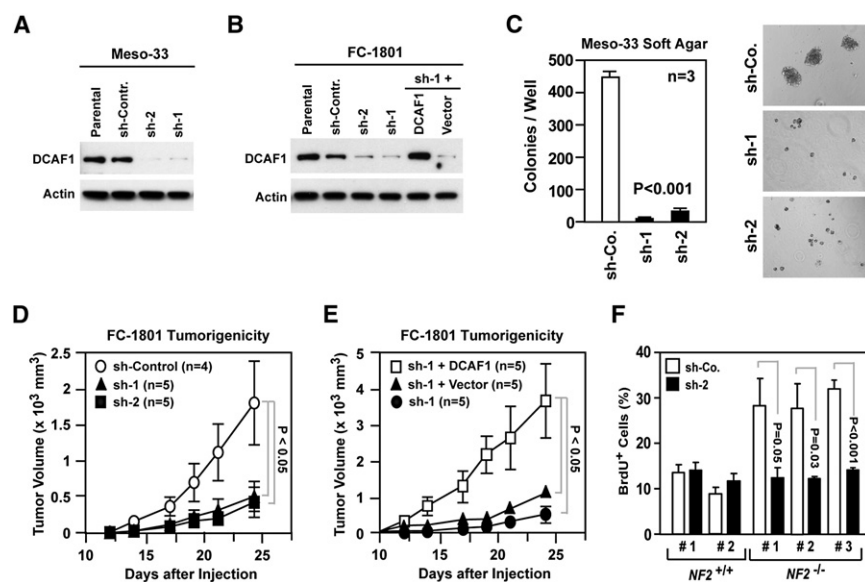 A
Meso-33
Parental
sh-Contr.
sh-2
sh-1
DCAF1
Actin
B
FC-1801
sh-1 +
Parental
sh-Contr.
sh-2
sh-1
DCAF1
Vector
DCAF1
Actin
C
Meso-33 Soft Agar
Colonies / Well
500
400
300
200
100
0
n=3
P<0.001
sh-Co.
sh-1
sh-2
sh-Co.
sh-1
sh-2
D
FC-1801 Tumorigenicity
Tumor Volume (x 10³ mm³)
2.5
2
1.5
1
0.5
0
sh-Control (n=4)
sh-1 (n=5)
sh-2 (n=5)
P < 0.05
10
15
20
25
Days after Injection
E
FC-1801 Tumorigenicity
Tumor Volume (x 10³ mm³)
5
4
3
2
1
0
sh-1 + DCAF1 (n=5)
sh-1 + Vector (n=5)
sh-1 (n=5)
P < 0.05
10
15
20
25
Days after Injection
F
BrdU⁺ Cells (%)
40
30
20
10
0
sh-Co.
sh-2
P=0.05
P=0.03
P<0.001
# 1
# 2
# 1
# 2
# 3
NF2 +/+
NF2 -/-